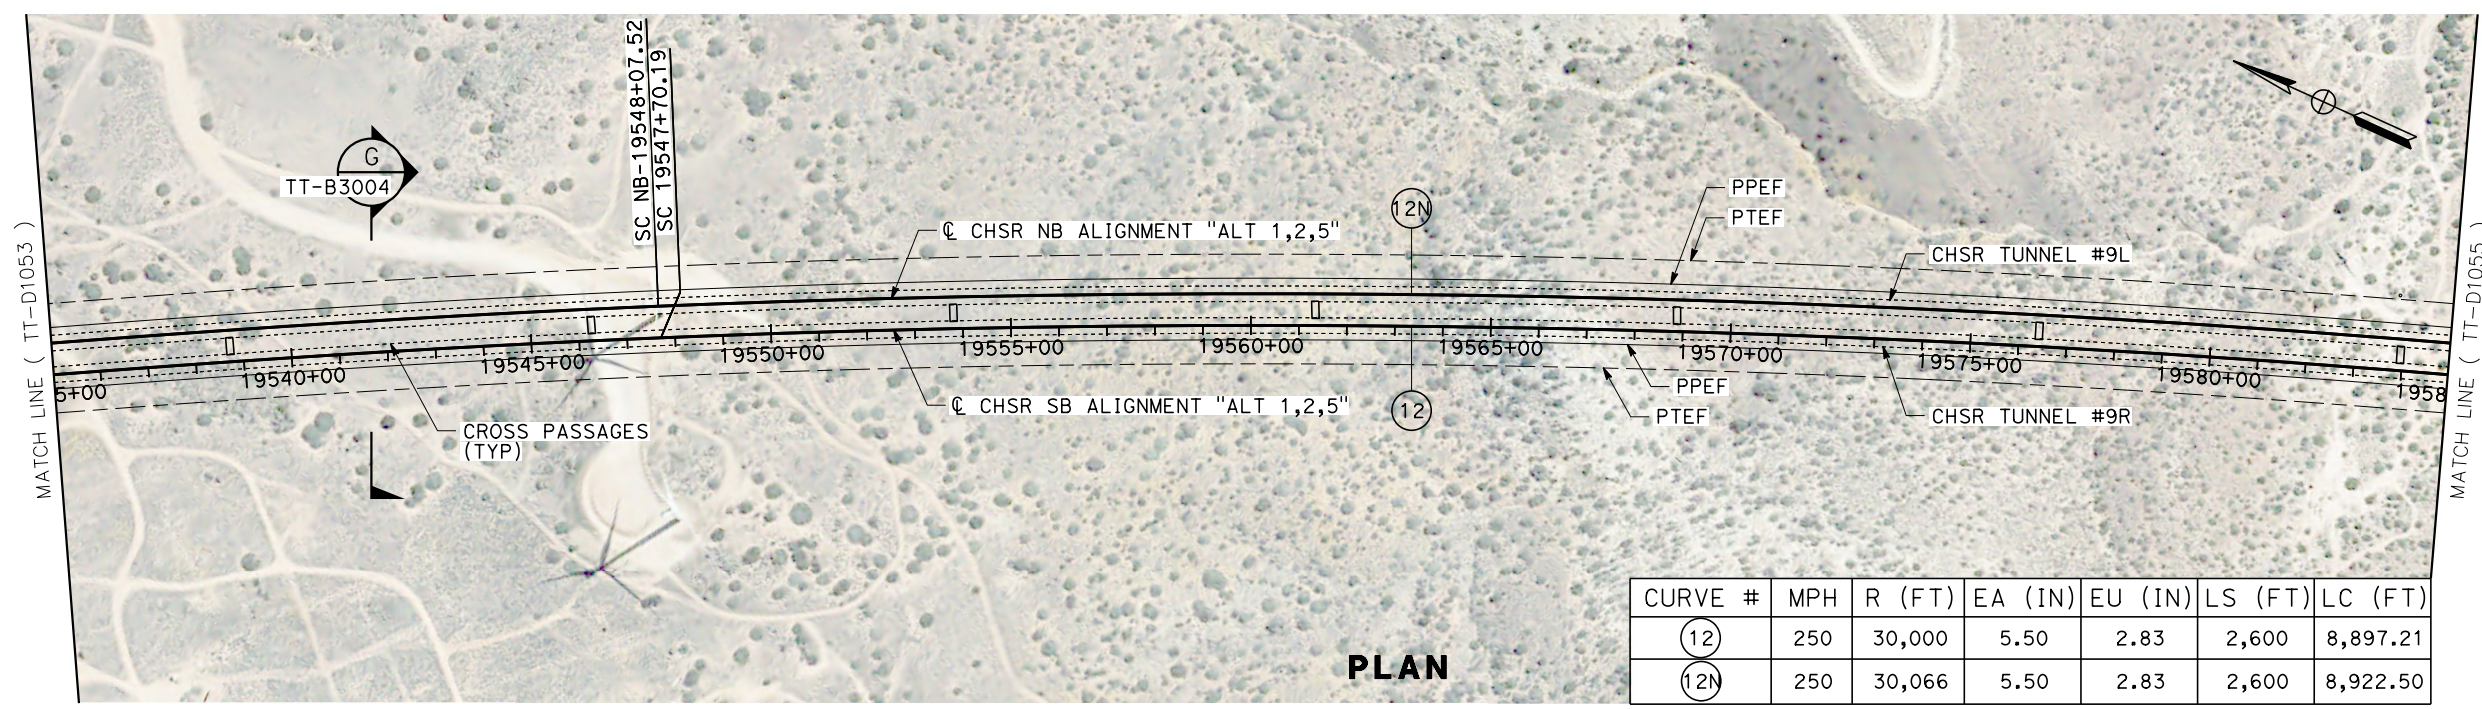 SC NB-19548+07.52
SC 19547+70.19
G
TT-B3004
12N
PPEF
PTEF
℄ CHSR NB ALIGNMENT "ALT 1,2,5"
CHSR TUNNEL #9L
MATCH LINE ( TT-D1053 )
MATCH LINE ( TT-D1055 )
5+00
19540+00
19545+00
19550+00
19555+00
19560+00
19565+00
19570+00
19575+00
19580+00
1958
PPEF
PTEF
℄ CHSR SB ALIGNMENT "ALT 1,2,5"
12
CHSR TUNNEL #9R
CROSS PASSAGES
(TYP)
CURVE # MPH R (FT) EA (IN) EU (IN) LS (FT) LC (FT)
12 250 30,000 5.50 2.83 2,600 8,897.21
12N 250 30,066 5.50 2.83 2,600 8,922.50
PLAN